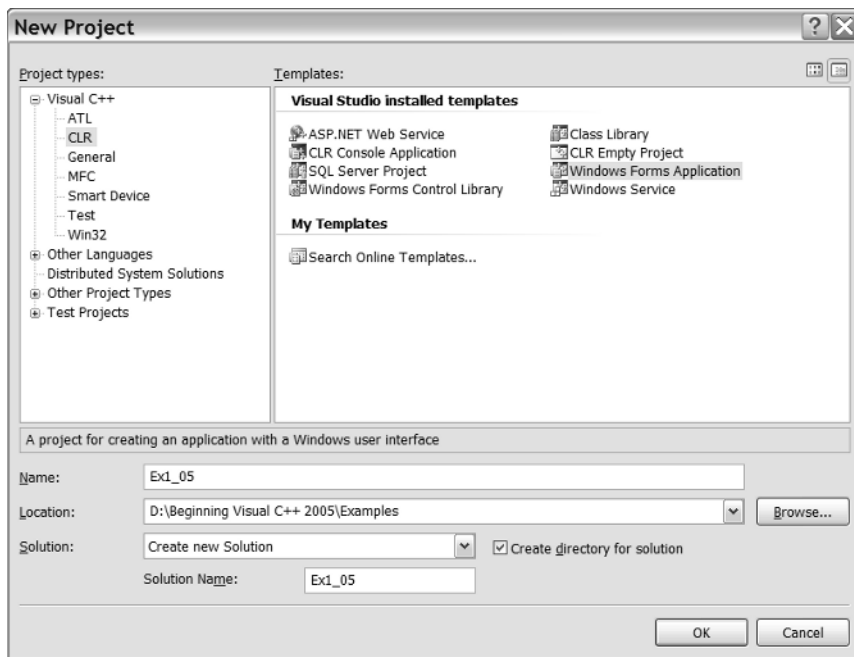 New Project
Project types:
Templates:
Visual C++
ATL
CLR
General
MFC
Smart Device
Test
Win32
Other Languages
Distributed System Solutions
Other Project Types
Test Projects
Visual Studio installed templates
ASP.NET Web Service
Class Library
CLR Console Application
CLR Empty Project
SQL Server Project
Windows Forms Application
Windows Forms Control Library
Windows Service
My Templates
Search Online Templates...
A project for creating an application with a Windows user interface
Name:
Ex1_05
Location:
D:\Beginning Visual C++ 2005\Examples
Browse...
Solution:
Create new Solution
Create directory for solution
Solution Name:
Ex1_05
OK
Cancel